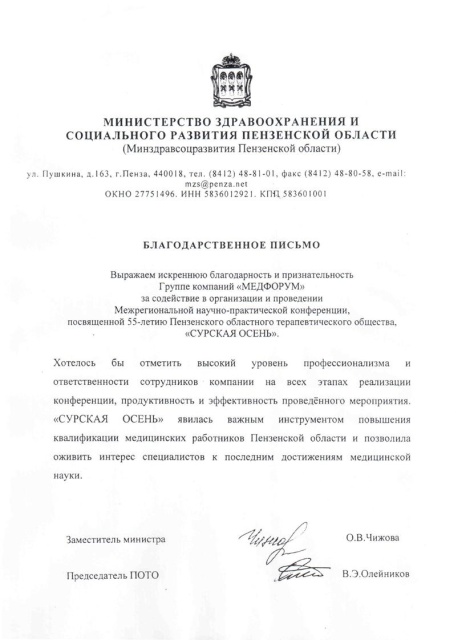 МИНИСТЕРСТВО ЗДРАВООХРАНЕНИЯ И
СОЦИАЛЬНОГО РАЗВИТИЯ ПЕНЗЕНСКОЙ ОБЛАСТИ
(Минздравсоцразвития Пензенской области)
ул. Пушкина, д.163, г.Пенза, 440018, тел. (8412) 48-81-01, факс (8412) 48-80-58, e-mail:
mzs@penza.net
ОКНО 27751496. ИНН 5836012921. КПЦ 583601001
БЛАГОДАРСТВЕННОЕ ПИСЬМО
Выражаем искреннюю благодарность и признательность
Группе компаний «МЕДФОРУМ»
за содействие в организации и проведении
Межрегиональной научно-практической конференции,
посвященной 55-летию Пензенского областного терапевтического общества,
«СУРСКАЯ ОСЕНЬ».
Хотелось бы отметить высокий уровень профессионализма и
ответственности сотрудников компании на всех этапах реализации
конференции, продуктивность и эффективность проведённого мероприятия.
«СУРСКАЯ ОСЕНЬ» явилась важным инструментом повышения
квалификации медицинских работников Пензенской области и позволила
оживить интерес специалистов к последним достижениям медицинской
науки.
Заместитель министра О.В.Чижова
Председатель ПОТО В.Э.Олейников